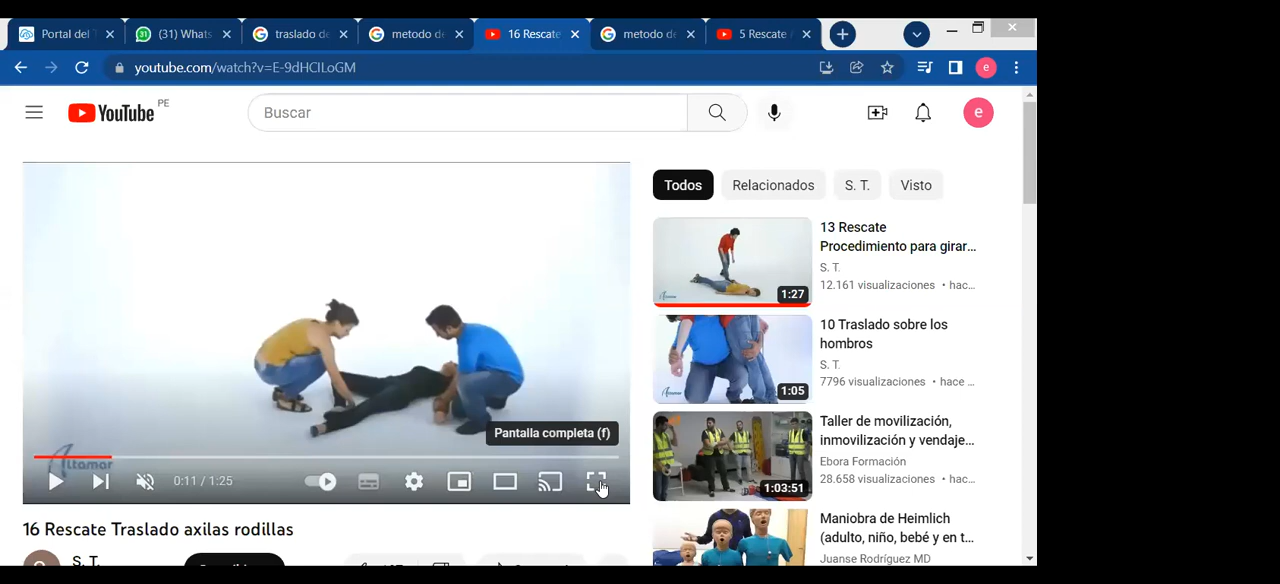 Portal del T
(31) Whats
traslado de
metodo de
16 Rescate
metodo de
5 Rescate A
youtube.com/watch?v=E-9dHCILoGM
e
YouTube PE
Buscar
e
Todos
Relacionados
S. T.
Visto
13 Rescate
Procedimiento para girar...
S. T.
12.161 visualizaciones • hac...
1:27
10 Traslado sobre los
hombros
S. T.
7796 visualizaciones • hace ...
1:05
Taller de movilización,
inmovilización y vendaje...
Ebora Formación
28.658 visualizaciones • hac...
1:03:51
Maniobra de Heimlich
(adulto, niño, bebé y en t...
Juanse Rodríguez MD
Pantalla completa (f)
Altamar
0:11 / 1:25
16 Rescate Traslado axilas rodillas
S. T.